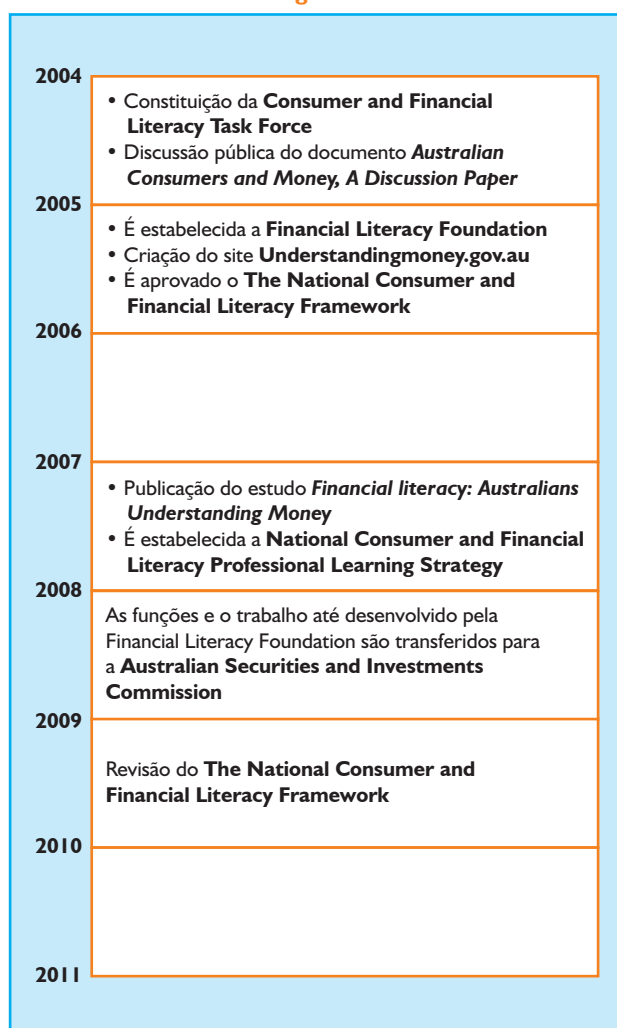 2004
• Constituição da Consumer and Financial
Literacy Task Force
• Discussão pública do documento Australian
Consumers and Money, A Discussion Paper
2005
• É estabelecida a Financial Literacy Foundation
• Criação do site Understandingmoney.gov.au
• É aprovado o The National Consumer and
Financial Literacy Framework
2006
2007
• Publicação do estudo Financial literacy: Australians
Understanding Money
• É estabelecida a National Consumer and Financial
Literacy Professional Learning Strategy
2008
As funções e o trabalho até desenvolvido pela
Financial Literacy Foundation são transferidos para
a Australian Securities and Investments
Commission
2009
Revisão do The National Consumer and
Financial Literacy Framework
2010
2011